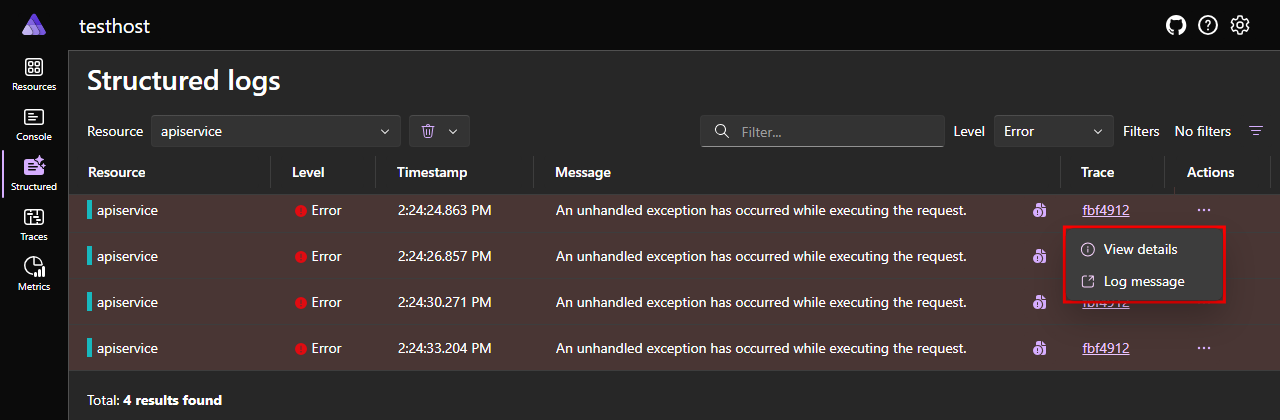 testhost
Resources
Console
Structured
Traces
Metrics
Structured logs
Resource apiservice Filter... Level Error Filters No filters
Resource Level Timestamp Message Trace Actions
apiservice Error 2:24:24.863 PM An unhandled exception has occurred while executing the request. fbf4912 ...
View details
apiservice Error 2:24:26.857 PM An unhandled exception has occurred while executing the request.
Log message
apiservice Error 2:24:30.271 PM An unhandled exception has occurred while executing the request. fbf4912
apiservice Error 2:24:33.204 PM An unhandled exception has occurred while executing the request. fbf4912 ...
Total: 4 results found